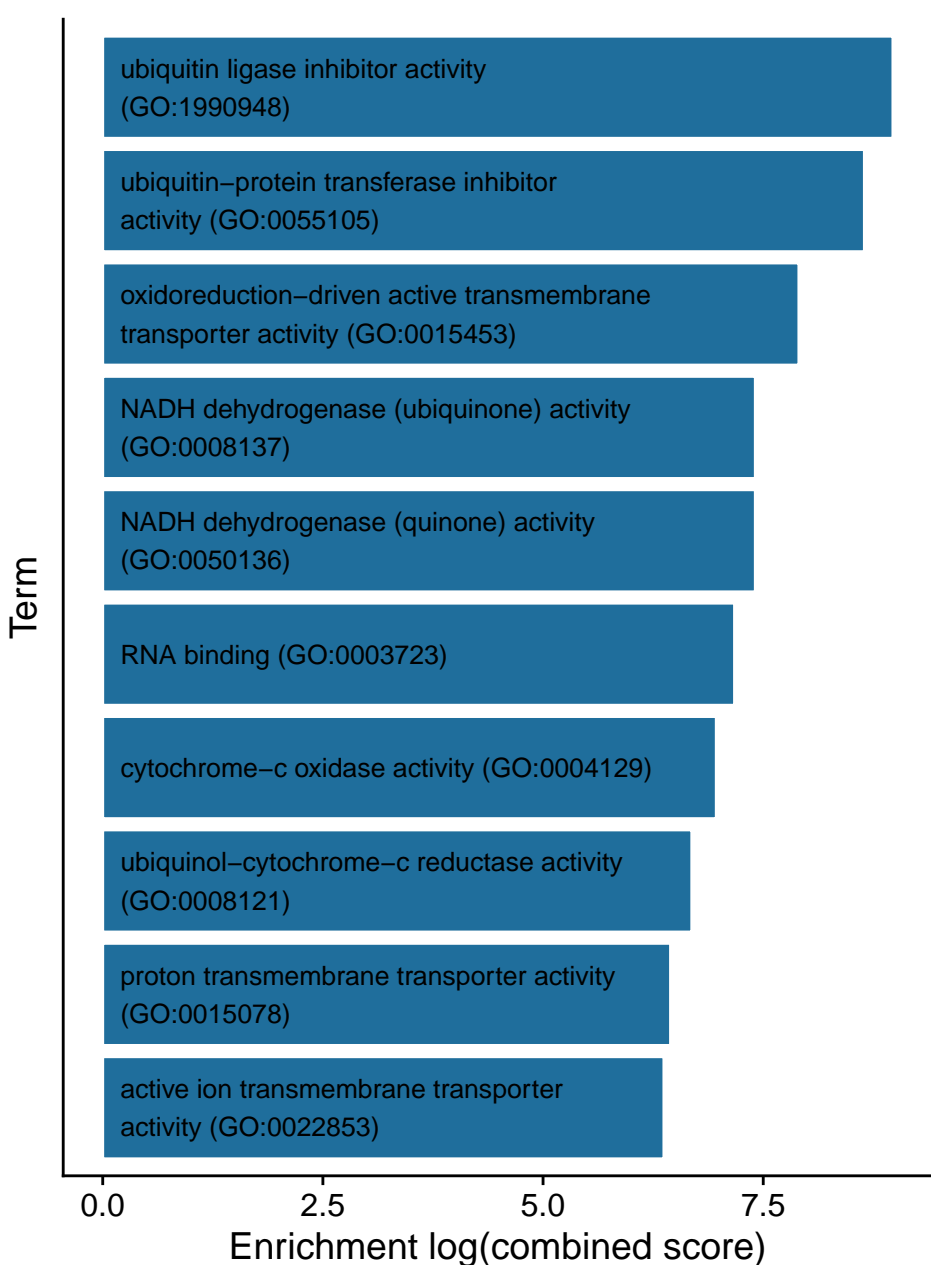 ubiquitin ligase inhibitor activity
(GO:1990948)
ubiquitin−protein transferase inhibitor
activity (GO:0055105)
oxidoreduction−driven active transmembrane
transporter activity (GO:0015453)
NADH dehydrogenase (ubiquinone) activity
(GO:0008137)
NADH dehydrogenase (quinone) activity
(GO:0050136)
RNA binding (GO:0003723)
cytochrome−c oxidase activity (GO:0004129)
ubiquinol−cytochrome−c reductase activity
(GO:0008121)
proton transmembrane transporter activity
(GO:0015078)
active ion transmembrane transporter
activity (GO:0022853)
Term
0.0 2.5 5.0 7.5
Enrichment log(combined score)